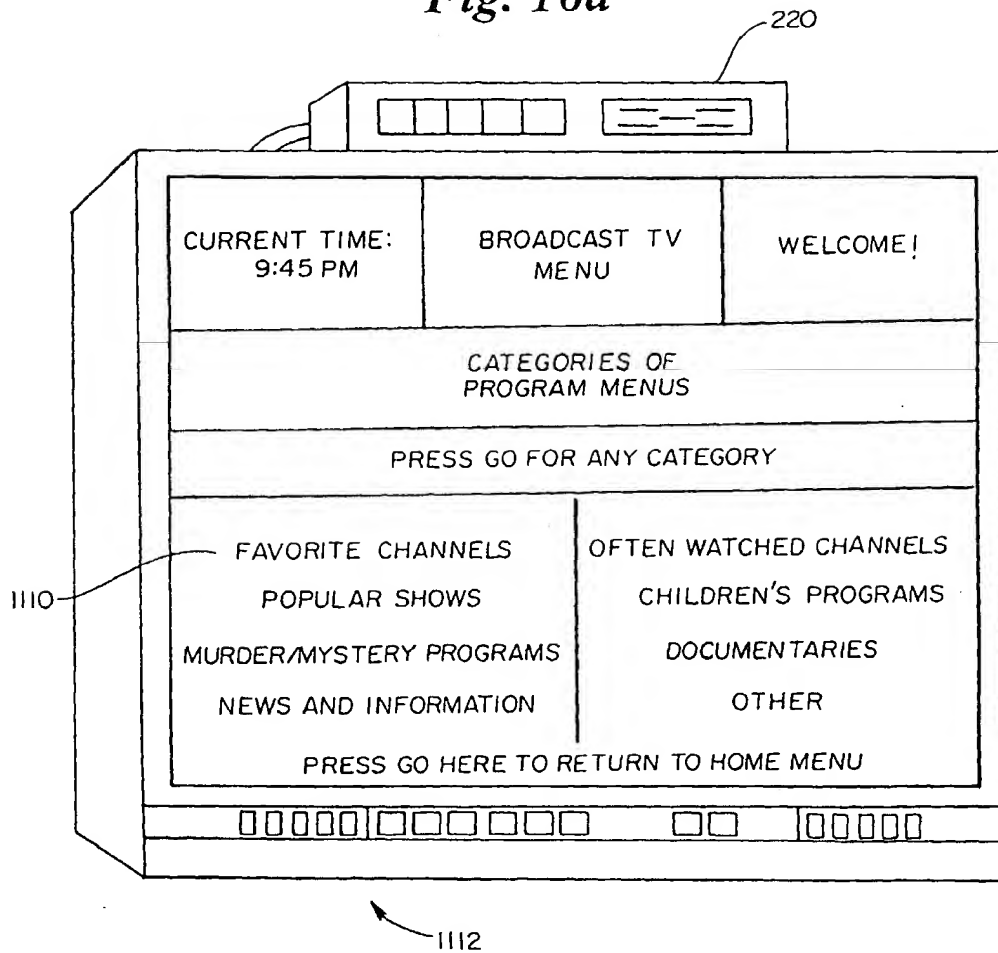 Fig. 16a
220
CURRENT TIME:
9:45 PM
BROADCAST TV
MENU
WELCOME!
CATEGORIES OF
PROGRAM MENUS
PRESS GO FOR ANY CATEGORY
FAVORITE CHANNELS
OFTEN WATCHED CHANNELS
1110
POPULAR SHOWS
CHILDREN'S PROGRAMS
MURDER/MYSTERY PROGRAMS
DOCUMENTARIES
NEWS AND INFORMATION
OTHER
PRESS GO HERE TO RETURN TO HOME MENU
1112